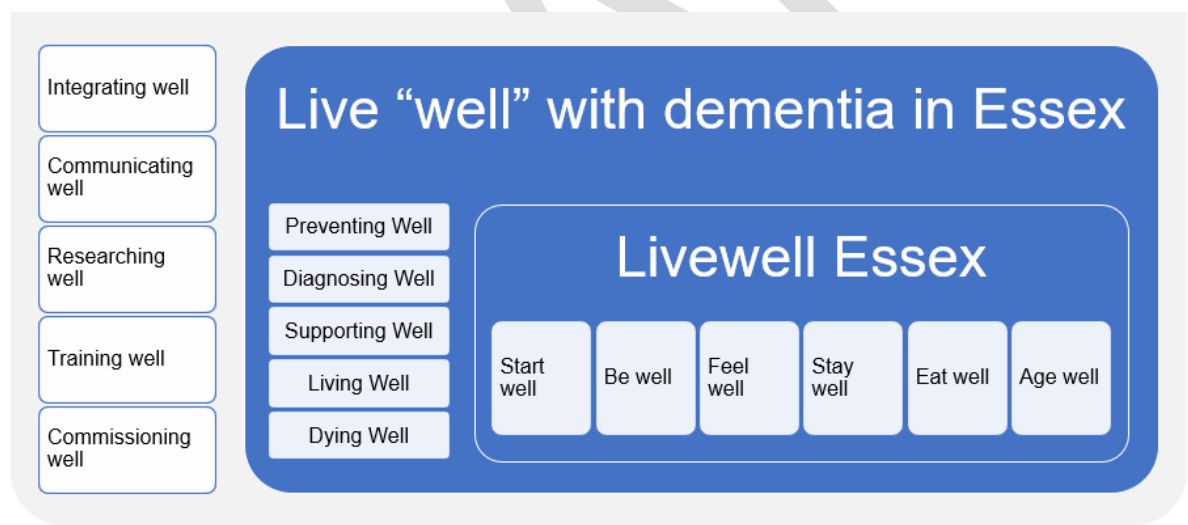 Integrating well
Communicating
well
Researching
well
Training well
Commissioning
well
Live “well” with dementia in Essex
Preventing Well
Diagnosing Well
Supporting Well
Living Well
Dying Well
Livewell Essex
Start
well
Be well
Feel
well
Stay
well
Eat well
Age well